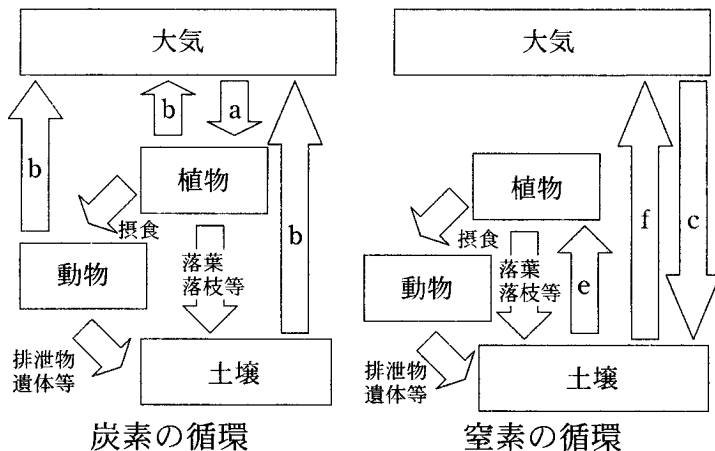 大気
b
a
b
b
植物
摂食
動物
落葉
落枝等
排泄物
遺体等
土壌
炭素の循環
大気
植物
f
c
摂食
動物
落葉
落枝等
e
排泄物
遺体等
土壌
窒素の循環